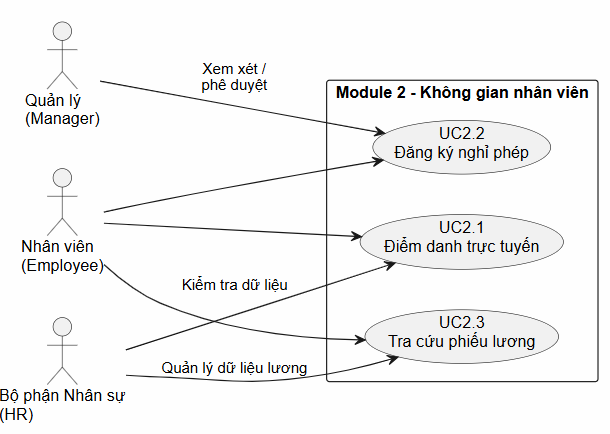 Quản lý
(Manager)
Xem xét /
phê duyệt
Module 2 - Không gian nhân viên
UC2.2
Đăng ký nghỉ phép
Nhân viên
(Employee)
UC2.1
Điểm danh trực tuyến
Kiểm tra dữ liệu
UC2.3
Tra cứu phiếu lương
Quản lý dữ liệu lương
Bộ phận Nhân sự
(HR)